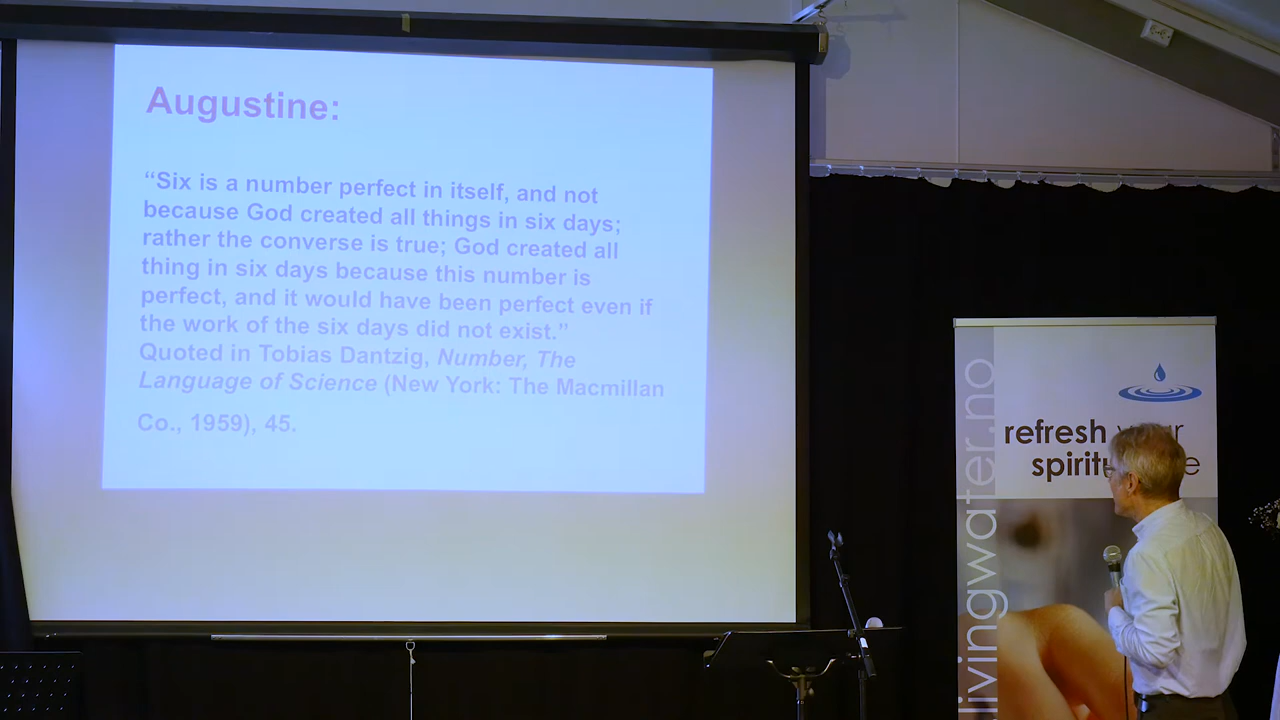 Augustine:
“Six is a number perfect in itself, and not
because God created all things in six days;
rather the converse is true; God created all
thing in six days because this number is
perfect, and it would have been perfect even if
the work of the six days did not exist.”
Quoted in Tobias Dantzig, Number, The
Language of Science (New York: The Macmillan
Co., 1959), 45.
refresh
livingwater.no